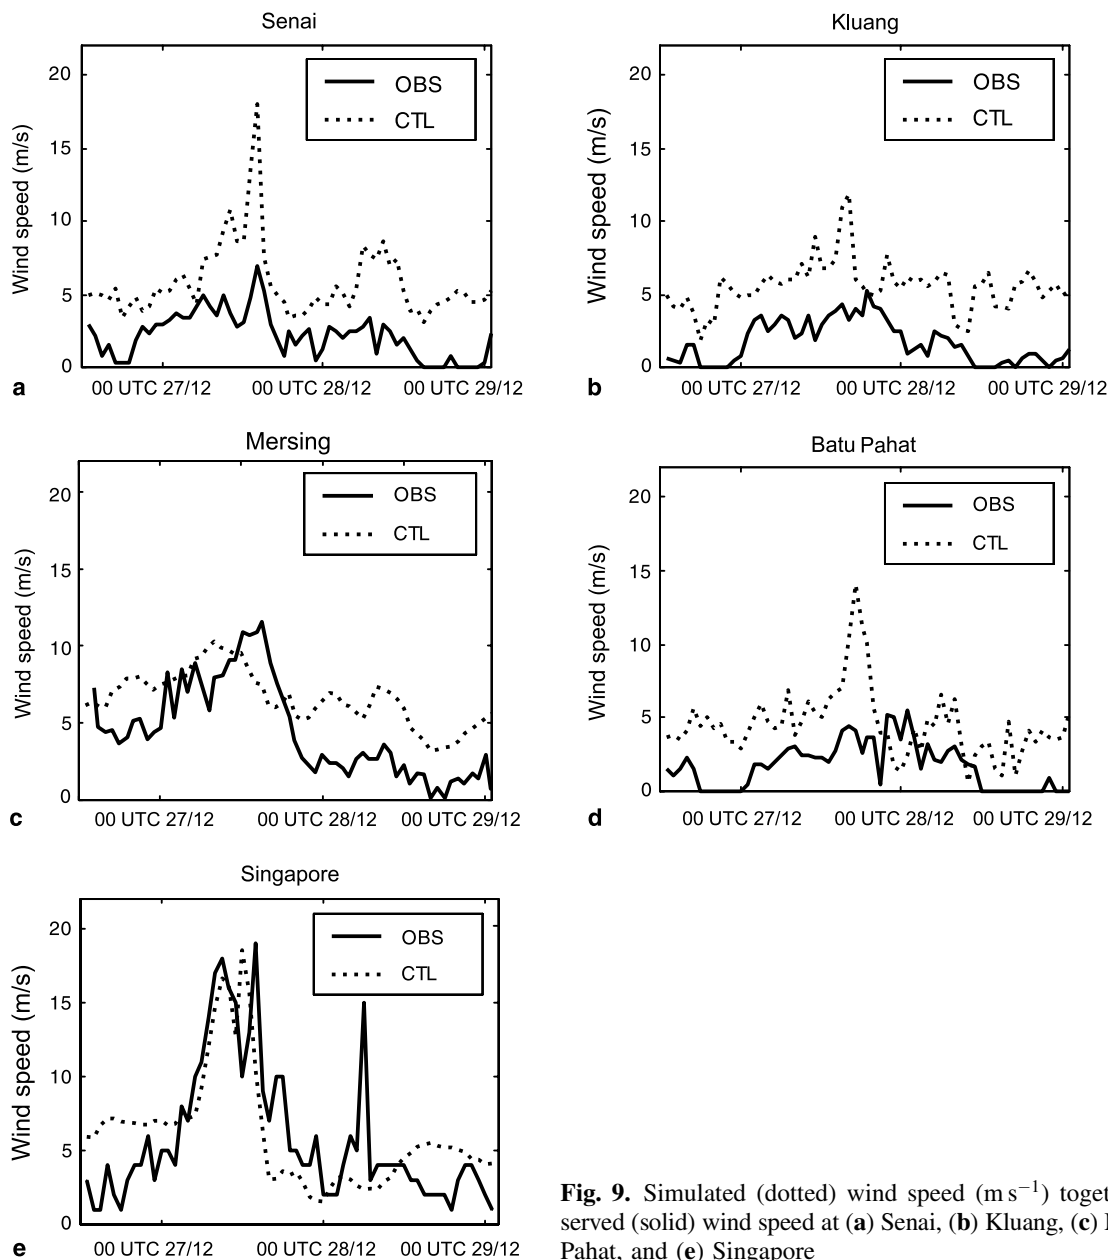 Senai
Wind speed (m/s)
20
15
10
5
0
OBS
CTL
00 UTC 27/12 00 UTC 28/12 00 UTC 29/12
a
Kluang
Wind speed (m/s)
20
15
10
5
0
OBS
CTL
00 UTC 27/12 00 UTC 28/12 00 UTC 29/12
b
Mersing
Wind speed (m/s)
20
15
10
5
0
OBS
CTL
00 UTC 27/12 00 UTC 28/12 00 UTC 29/12
c
Batu Pahat
Wind speed (m/s)
20
15
10
5
0
OBS
CTL
00 UTC 27/12 00 UTC 28/12 00 UTC 29/12
d
Singapore
Wind speed (m/s)
20
15
10
5
0
OBS
CTL
00 UTC 27/12 00 UTC 28/12 00 UTC 29/12
e
Fig. 9. Simulated (dotted) wind speed (m s⁻¹) toget
served (solid) wind speed at (a) Senai, (b) Kluang, (c)
Pahat, and (e) Singapore